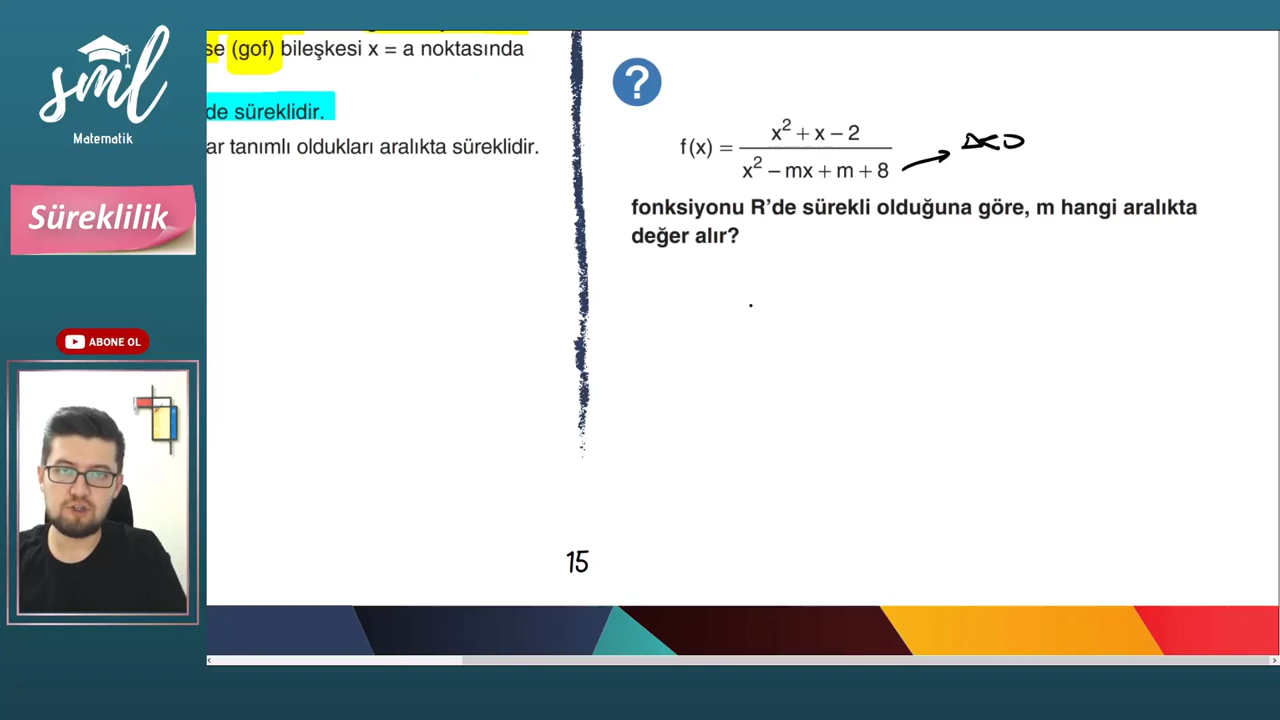 sml
Matematik
Süreklilik
ABONE OL
se (gof) bileşkesi x = a noktasında
de süreklidir.
ar tanımlı oldukları aralıkta süreklidir.
15
?
f(x) = (x² + x − 2) / (x² − mx + m + 8) → Δ<0
fonksiyonu R’de sürekli olduğuna göre, m hangi aralıkta
değer alır?